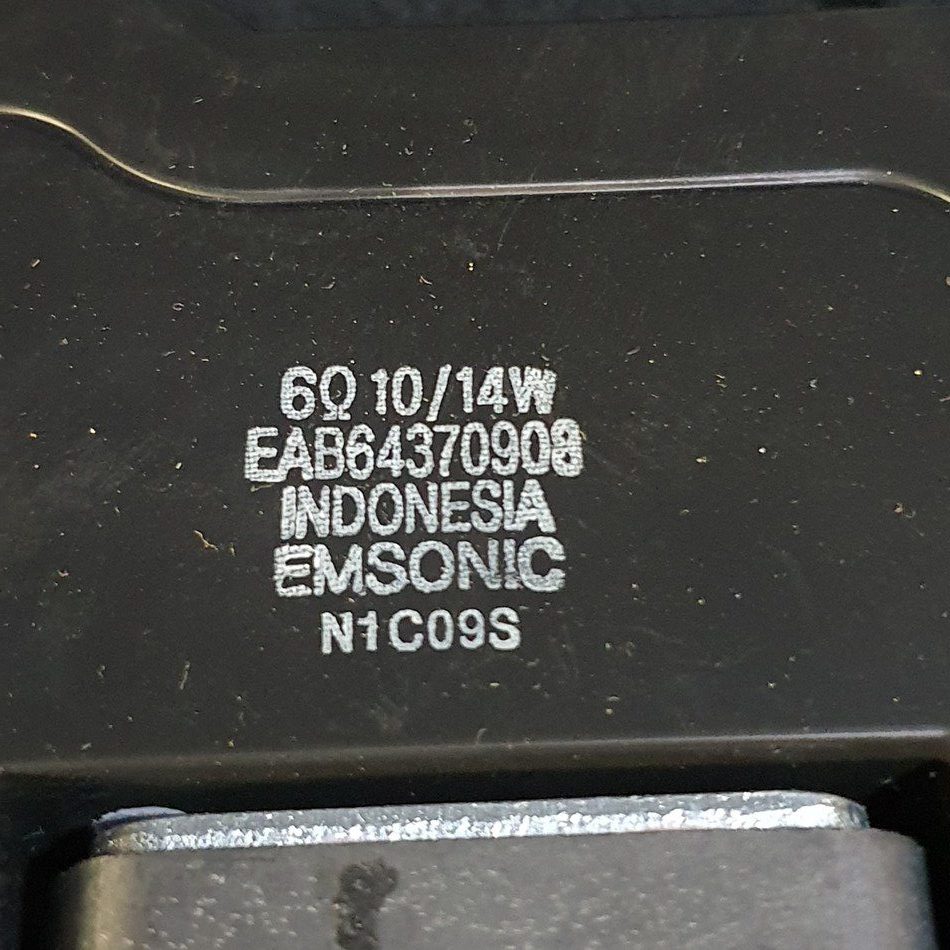 6Ω 10/14W
EAB64370908
INDONESIA
EMSONIC
N1C09S